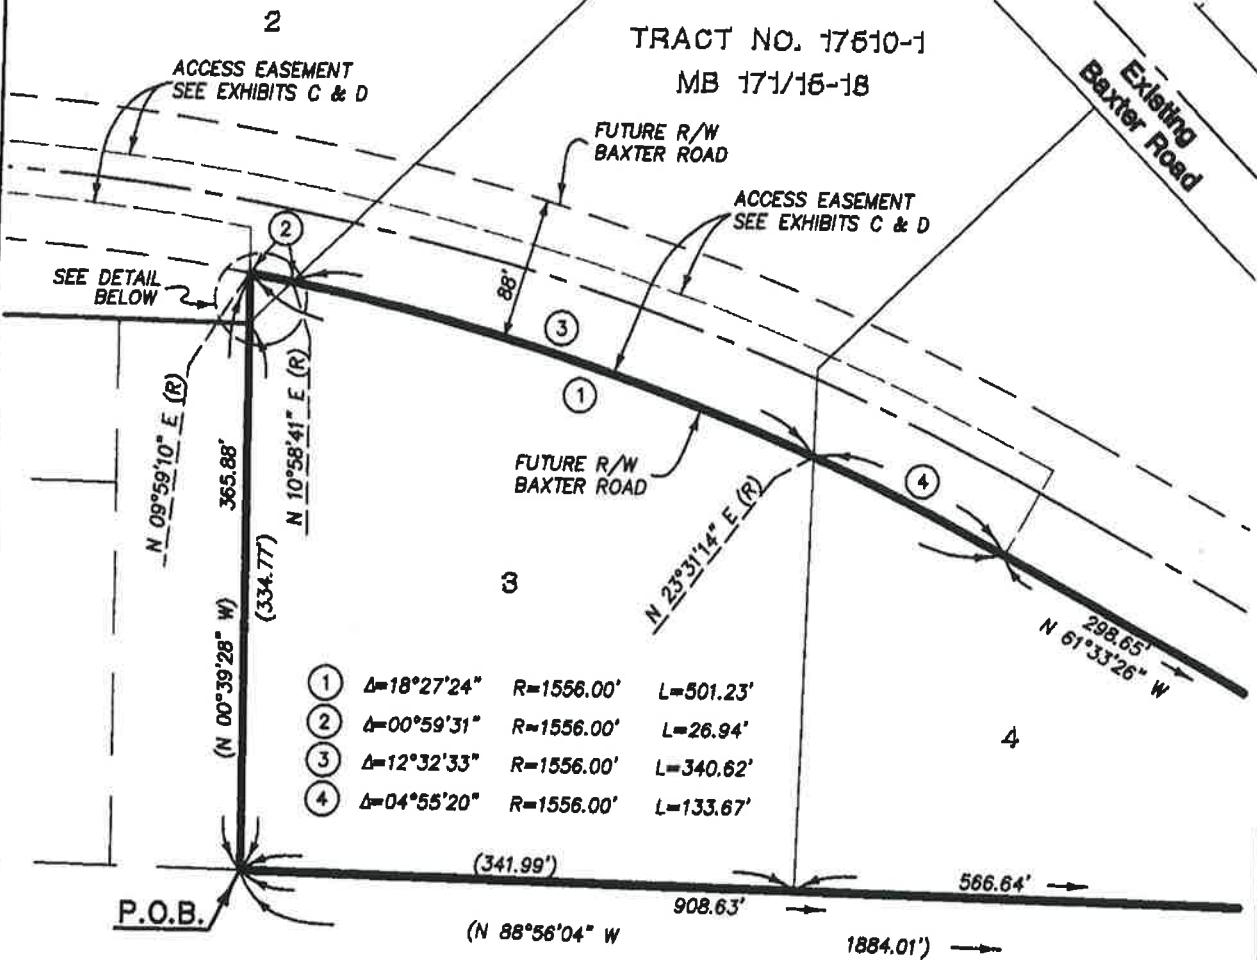 2
TRACT NO. 17510-1
MB 171/15-18
ACCESS EASEMENT
SEE EXHIBITS C & D
FUTURE R/W
BAXTER ROAD
Existing
Baxter Road
ACCESS EASEMENT
SEE EXHIBITS C & D
2
SEE DETAIL
BELOW
88'
3
1
FUTURE R/W
BAXTER ROAD
4
N 09°59'10" E (R)
N 10°58'41" E (R)
365.88'
(334.77')
(N 00°39'28" W)
N 23°31'14" E (R)
298.65'
N 61°33'26" W
3
4
1 Δ=18°27'24" R=1556.00' L=501.23'
2 Δ=00°59'31" R=1556.00' L=26.94'
3 Δ=12°32'33" R=1556.00' L=340.62'
4 Δ=04°55'20" R=1556.00' L=133.67'
(341.99')
566.64'
908.63'
P.O.B.
(N 88°56'04" W 1884.01')